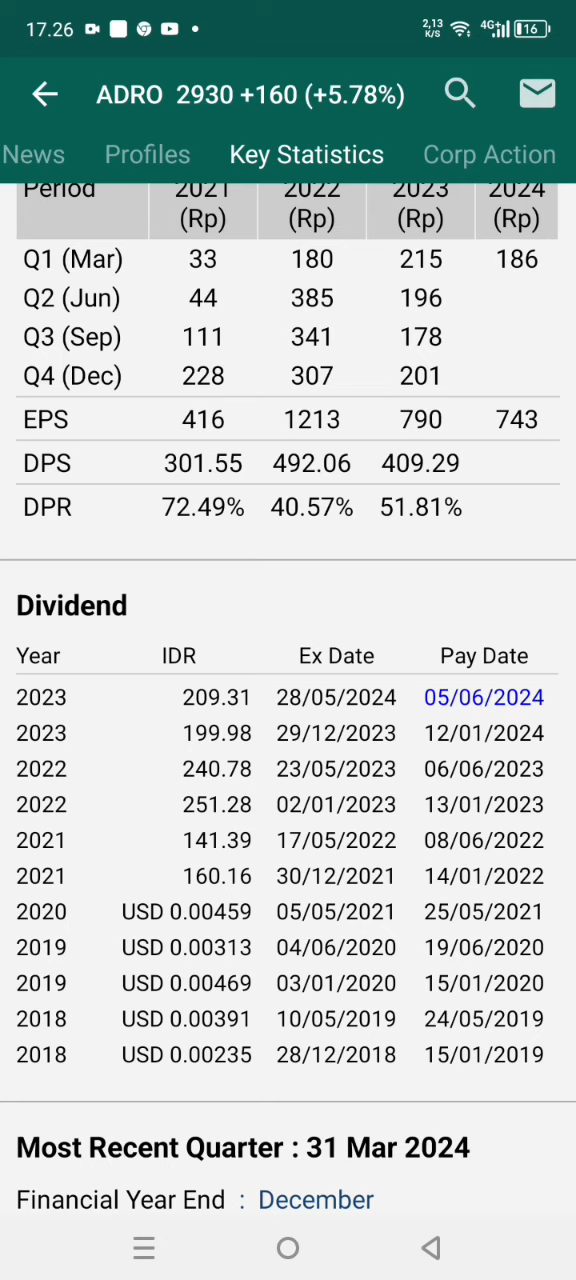 17.26 2,13 K/S 4G+ 16
ADRO 2930 +160 (+5.78%)
News Profiles Key Statistics Corp Action
Period 2021 (Rp) 2022 (Rp) 2023 (Rp) 2024 (Rp)
Q1 (Mar) 33 180 215 186
Q2 (Jun) 44 385 196
Q3 (Sep) 111 341 178
Q4 (Dec) 228 307 201
EPS 416 1213 790 743
DPS 301.55 492.06 409.29
DPR 72.49% 40.57% 51.81%
Dividend
Year IDR Ex Date Pay Date
2023 209.31 28/05/2024 05/06/2024
2023 199.98 29/12/2023 12/01/2024
2022 240.78 23/05/2023 06/06/2023
2022 251.28 02/01/2023 13/01/2023
2021 141.39 17/05/2022 08/06/2022
2021 160.16 30/12/2021 14/01/2022
2020 USD 0.00459 05/05/2021 25/05/2021
2019 USD 0.00313 04/06/2020 19/06/2020
2019 USD 0.00469 03/01/2020 15/01/2020
2018 USD 0.00391 10/05/2019 24/05/2019
2018 USD 0.00235 28/12/2018 15/01/2019
Most Recent Quarter : 31 Mar 2024
Financial Year End : December